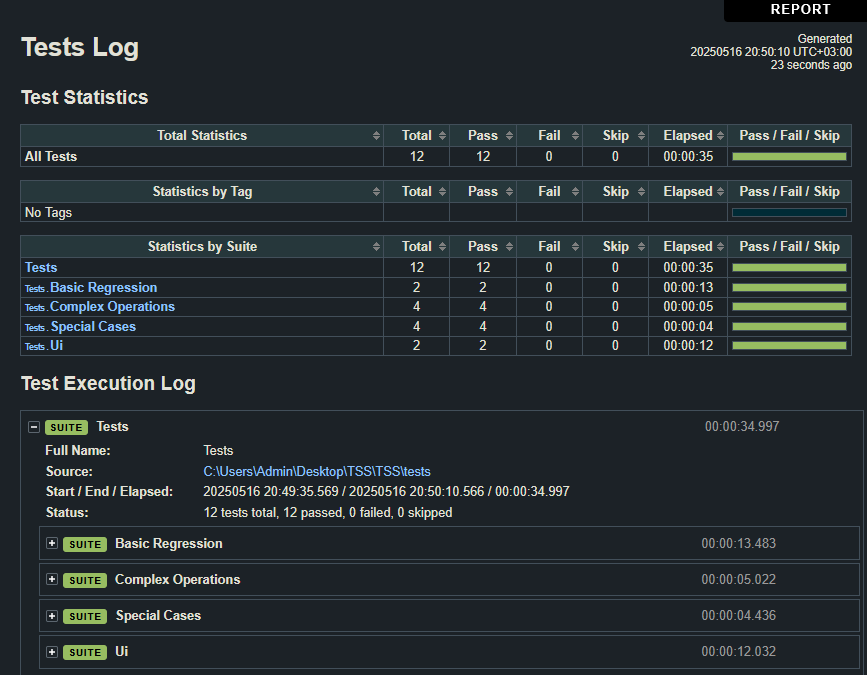 REPORT
Tests Log
Generated
20250516 20:50:10 UTC+03:00
23 seconds ago
Test Statistics
Total Statistics Total Pass Fail Skip Elapsed Pass / Fail / Skip
All Tests 12 12 0 0 00:00:35
Statistics by Tag Total Pass Fail Skip Elapsed Pass / Fail / Skip
No Tags
Statistics by Suite Total Pass Fail Skip Elapsed Pass / Fail / Skip
Tests 12 12 0 0 00:00:35
Tests . Basic Regression 2 2 0 0 00:00:13
Tests . Complex Operations 4 4 0 0 00:00:05
Tests . Special Cases 4 4 0 0 00:00:04
Tests . Ui 2 2 0 0 00:00:12
Test Execution Log
SUITE Tests 00:00:34.997
Full Name: Tests
Source: C:\Users\Admin\Desktop\TSS\TSS\tests
Start / End / Elapsed: 20250516 20:49:35.569 / 20250516 20:50:10.566 / 00:00:34.997
Status: 12 tests total, 12 passed, 0 failed, 0 skipped
SUITE Basic Regression 00:00:13.483
SUITE Complex Operations 00:00:05.022
SUITE Special Cases 00:00:04.436
SUITE Ui 00:00:12.032